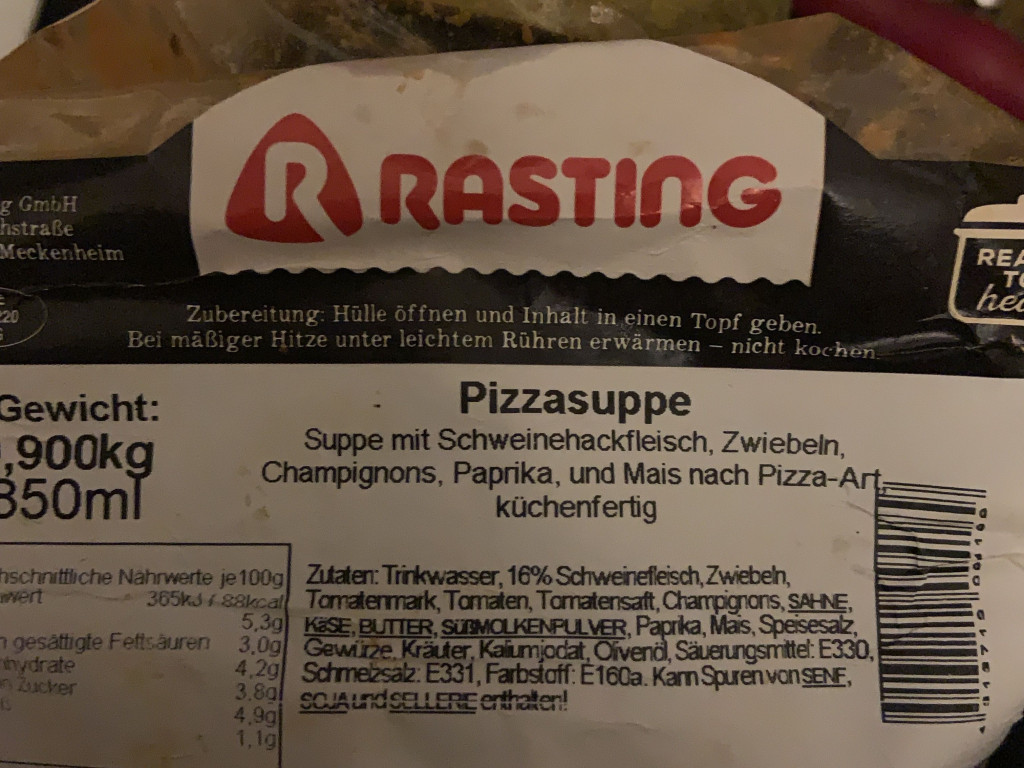 RASTING
g GmbH
hstraße
Meckenheim
Zubereitung: Hülle öffnen und Inhalt in einen Topf geben.
Bei mäßiger Hitze unter leichtem Rühren erwärmen – nicht kochen
REA
TO
hea
Gewicht:
,900kg
850ml
Pizzasuppe
Suppe mit Schweinehackfleisch, Zwiebeln,
Champignons, Paprika, und Mais nach Pizza-Art,
küchenfertig
hschnittliche Nährwerte je100g
wert 365kJ / 88kcal
5,3g
n gesättigte Fettsäuren 3,0g
hydrate 4,2g
Zucker 3,8g
4,9g
1,1g
Zutaten: Trinkwasser, 16% Schweinefleisch, Zwiebeln,
Tomatenmark, Tomaten, Tomatensaft, Champignons, SAHNE,
KäSE, BUTTER, SÜßMOLKENPULVER, Paprika, Mais, Speisesalz,
Gewürze, Kräuter, Kaliumjodat, Olivenöl, Säuerungsmittel: E330,
Schmelzsalz: E331, Farbstoff: E160a. Kann Spuren von SENF,
SOJA und SELLERIE enthalten!